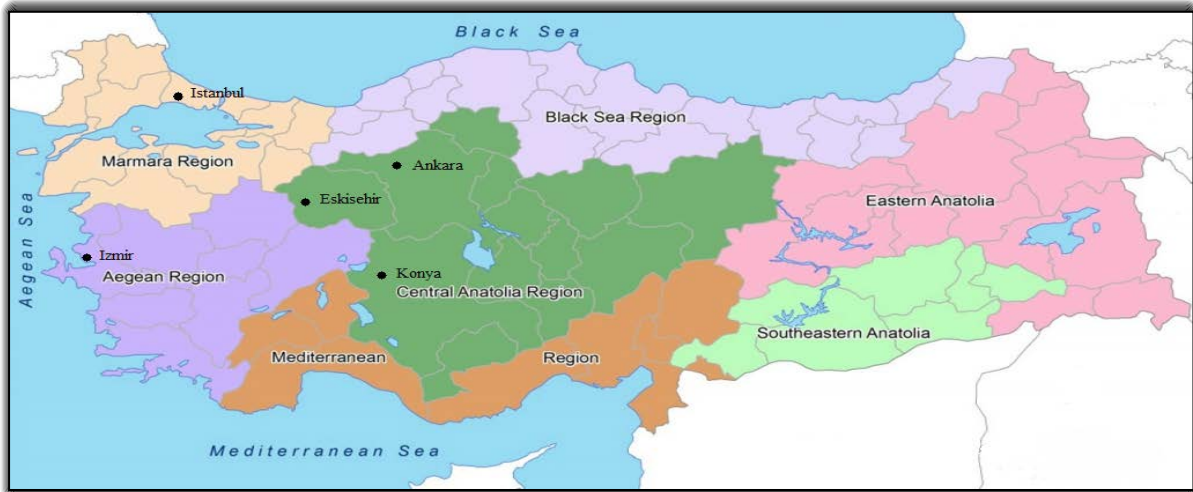 Black Sea
Istanbul
Black Sea Region
Marmara Region
Ankara
Eskisehir
Eastern Anatolia
Aegean Sea
Izmir
Aegean Region
Konya
Central Anatolia Region
Southeastern Anatolia
Mediterranean
Region
Mediterranean Sea